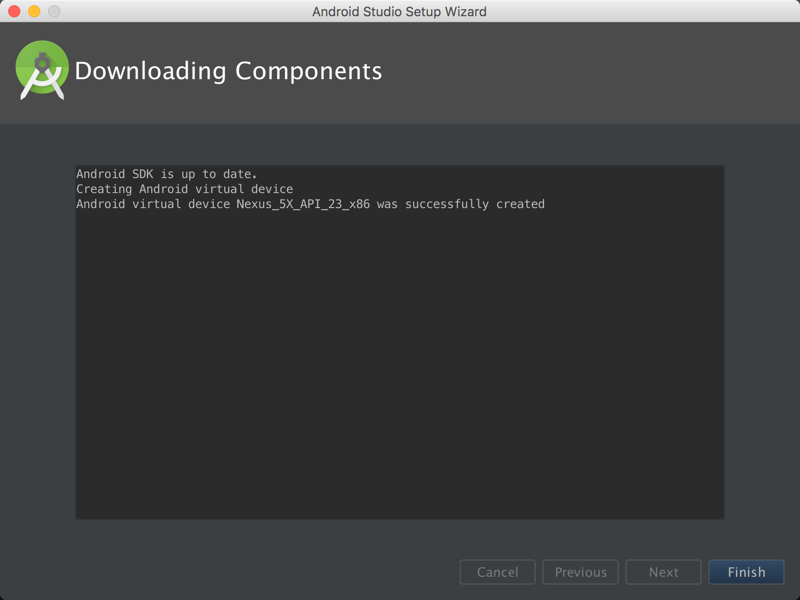 Android Studio Setup Wizard
Downloading Components
Android SDK is up to date.
Creating Android virtual device
Android virtual device Nexus_5X_API_23_x86 was successfully created
Cancel
Previous
Next
Finish